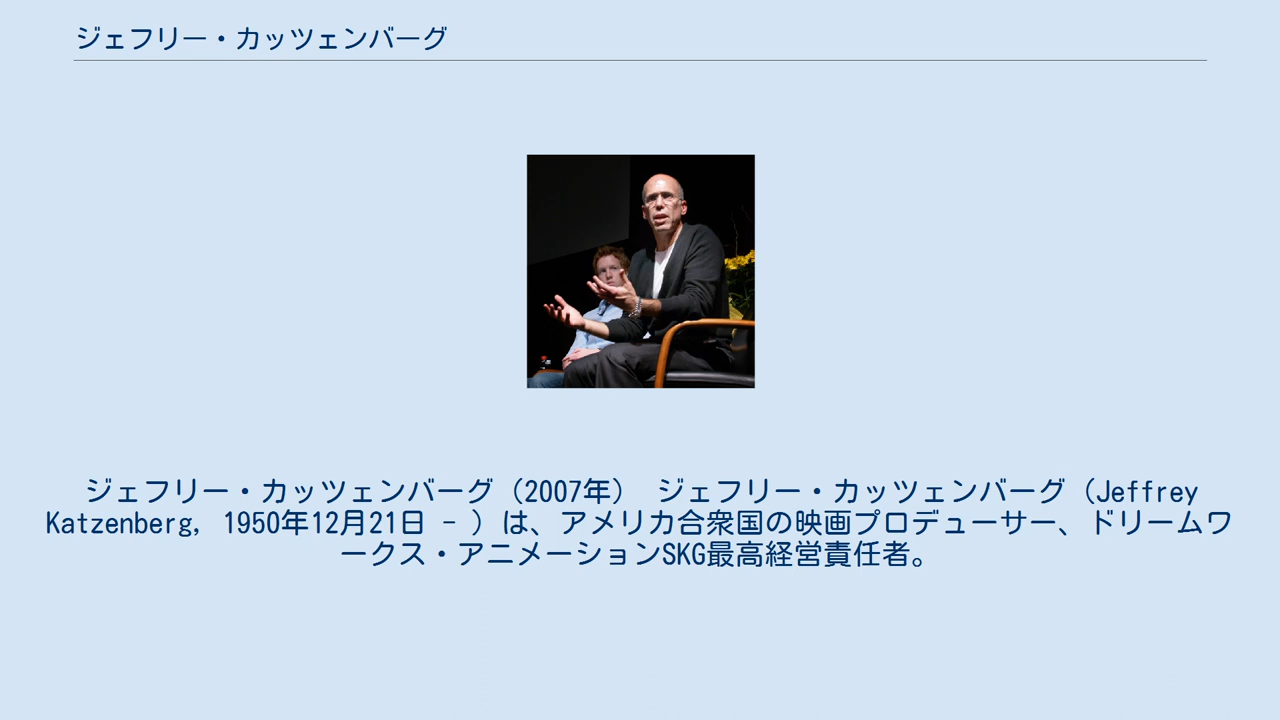 ジェフリー・カッツェンバーグ
ジェフリー・カッツェンバーグ（2007年） ジェフリー・カッツェンバーグ（Jeffrey
Katzenberg, 1950年12月21日 - ）は、アメリカ合衆国の映画プロデューサー、ドリームワ
ークス・アニメーションSKG最高経営責任者。